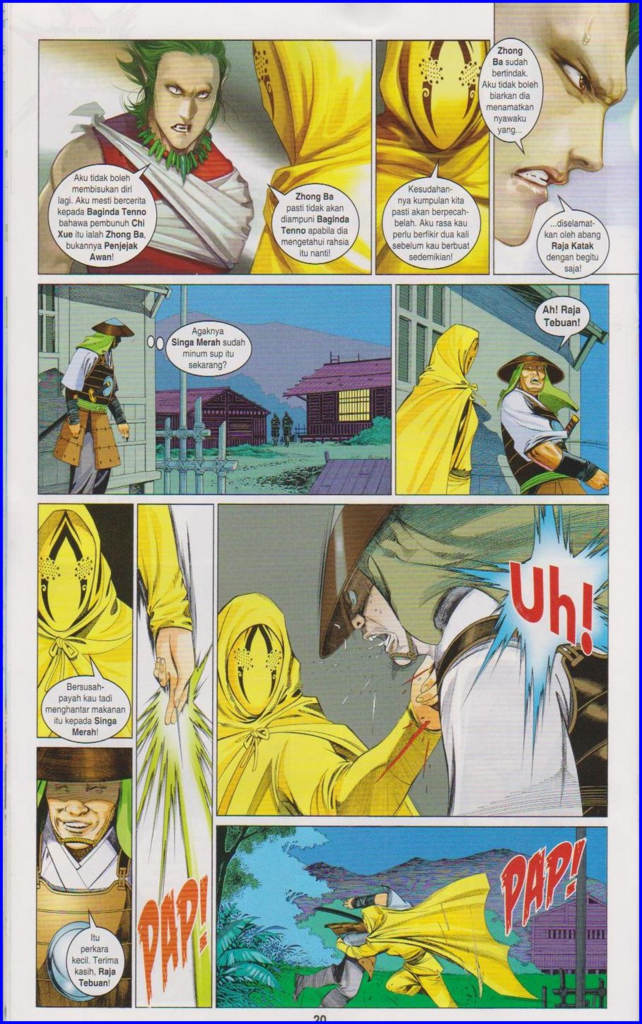 Aku tidak boleh
membisukan diri
lagi. Aku mesti bercerita
kepada Baginda Tenno
bahawa pembunuh Chi
Xue itu ialah Zhong Ba,
bukannya Penjejak
Awan!
Zhong Ba
pasti tidak akan
diampuni Baginda
Tenno apabila dia
mengetahui rahsia
itu nanti!
Kesudahan-
nya kumpulan kita
pasti akan berpecah-
belah. Aku rasa kau
perlu berfikir dua kali
sebelum kau berbuat
sedemikian!
Zhong
Ba sudah
bertindak.
Aku tidak boleh
biarkan dia
menamatkan
nyawaku
yang...
...diselamat-
kan oleh abang
Raja Katak
dengan begitu
saja!
Agaknya
Singa Merah sudah
minum sup itu
sekarang?
Ah! Raja
Tebuan!
Bersusah-
payah kau tadi
menghantar makanan
itu kepada Singa
Merah!
Itu
perkara
kecil. Terima
kasih, Raja
Tebuan!
PAP!
Uh!
PAP!
20